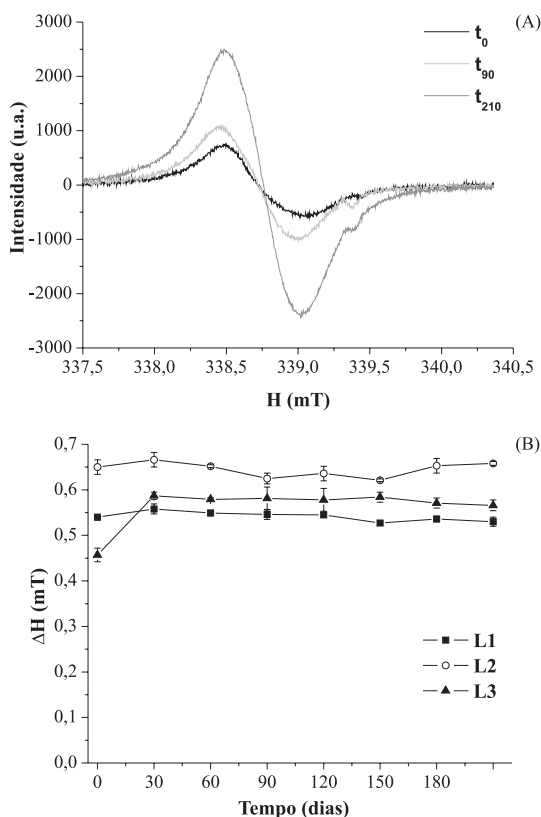 (A)
t0
t90
t210
3000
2000
1000
0
-1000
-2000
-3000
Intensidade (u.a.)
337,5 338,0 338,5 339,0 339,5 340,0 340,5
H (mT)
(B)
0,7
0,6
0,5
0,4
0,3
0,2
0,1
0,0
ΔH (mT)
L1
L2
L3
0 30 60 90 120 150 180
Tempo (dias)